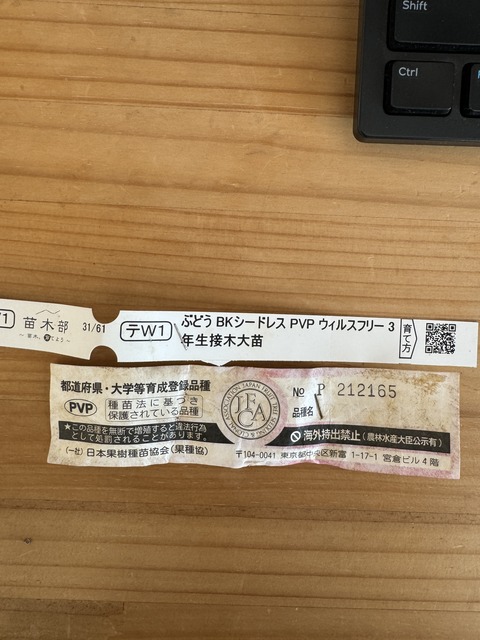 Shift
Ctrl
苗木部
31/61
テW1
ぶどう BKシードレス PVP ウィルスフリー 3
年生接木大苗
育て方
都道府県・大学等育成登録品種
PVP
種苗法に基づき
保護されている品種
★この品種を無断で増殖すると違法行為
として処罰されることがあります。
(一社)日本果樹種苗協会(果種協)
№ P 212165
品種名
海外持出禁止(農林水産大臣公示有)
〒104-0041 東京都中央区新富 1-17-1 宮倉ビル4階